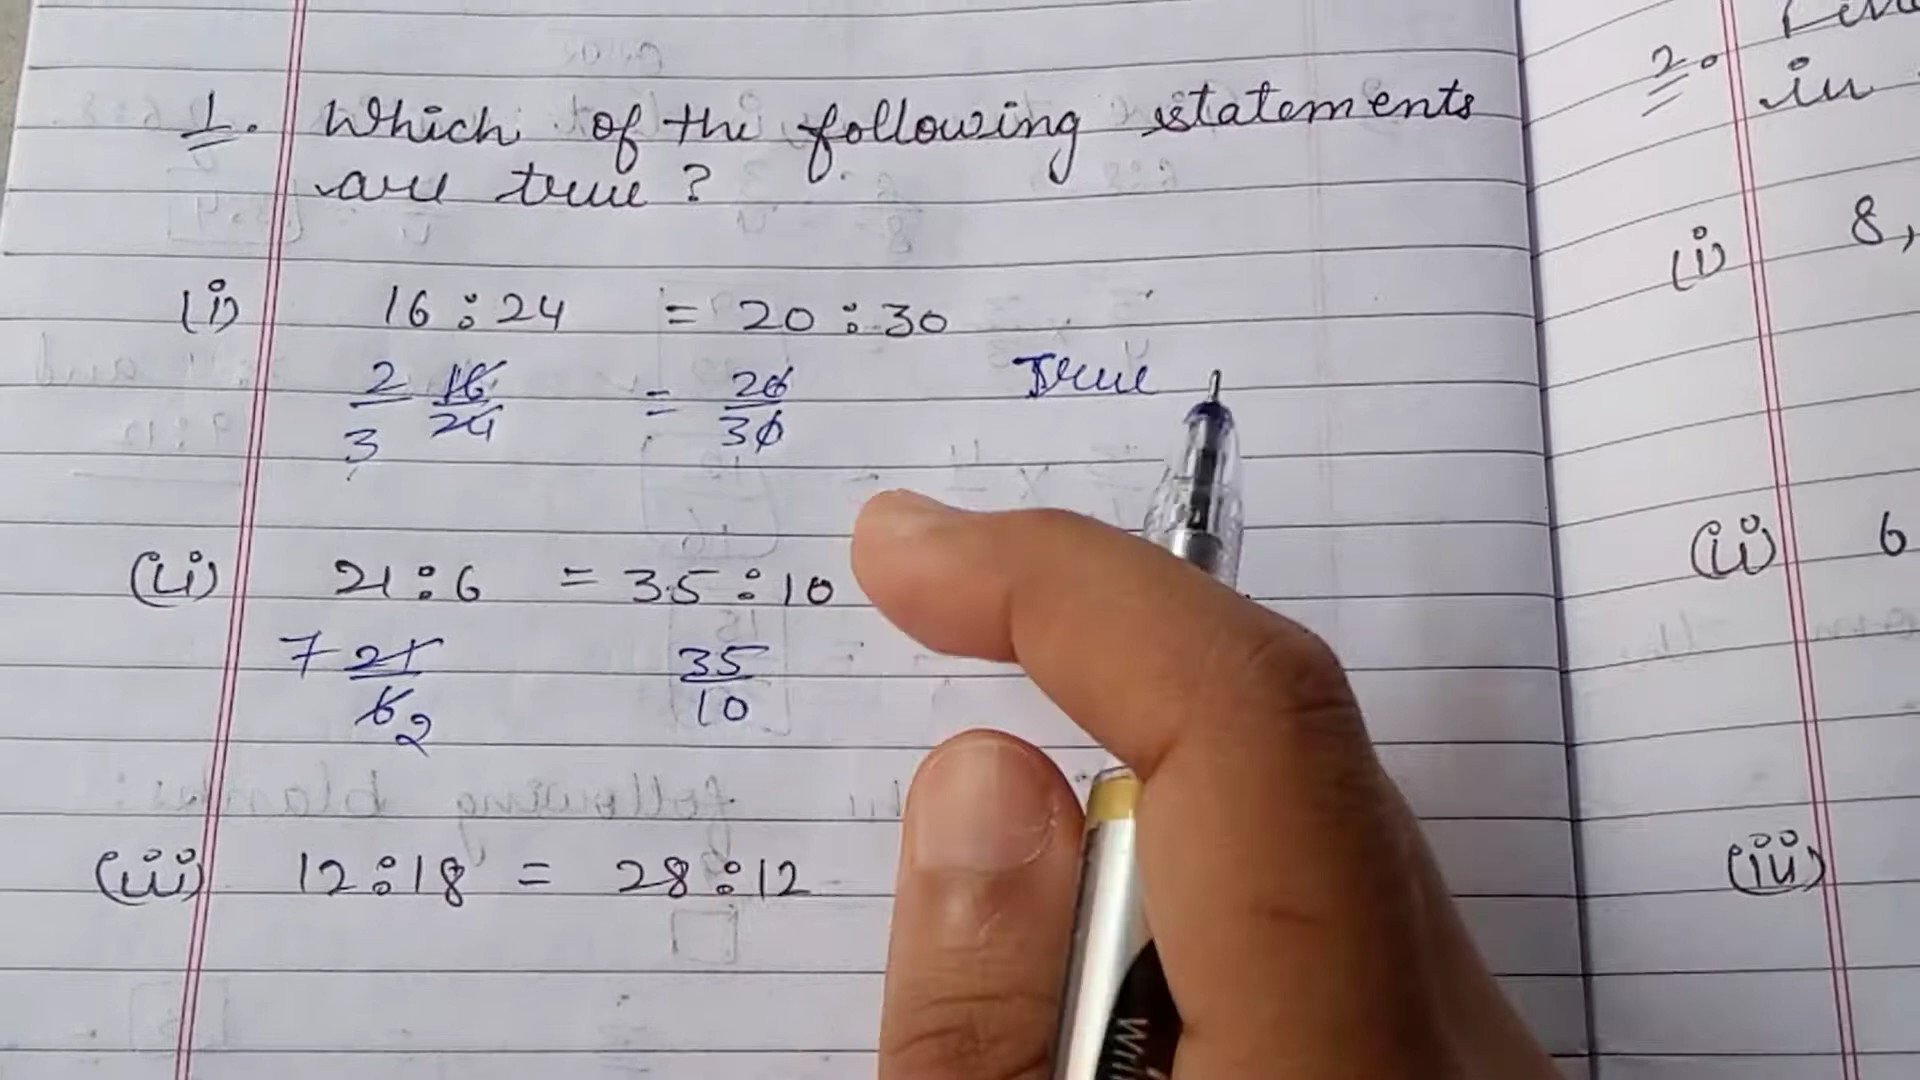 1. Which of the following statements
are true ?
(i) 16 : 24 = 20 : 30
2/3 16/24 = 20/30 True
(ii) 21 : 6 = 35 : 10
7 21/6 2 35/10
(iii) 12 : 18 = 28 : 12
2.
in
(i) 8,
(ii) 6
(iii)